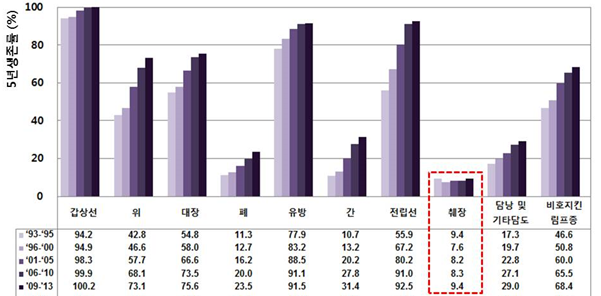 5년생존율 (%)
100
80
60
40
20
0
갑상선 위 대장 폐 유방 간 전립선 췌장 담낭 및 기타담도 비호지킨 림프종
'93-'95 94.2 42.8 54.8 11.3 77.9 10.7 55.9 9.4 17.3 46.6
'96-'00 94.9 46.6 58.0 12.7 83.2 13.2 67.2 7.6 19.7 50.8
'01-'05 98.3 57.7 66.6 16.2 88.5 20.2 80.2 8.2 22.8 60.0
'06-'10 99.9 68.1 73.5 20.0 91.1 27.8 91.0 8.3 27.1 65.5
'09-'13 100.2 73.1 75.6 23.5 91.5 31.4 92.5 9.4 29.0 68.4